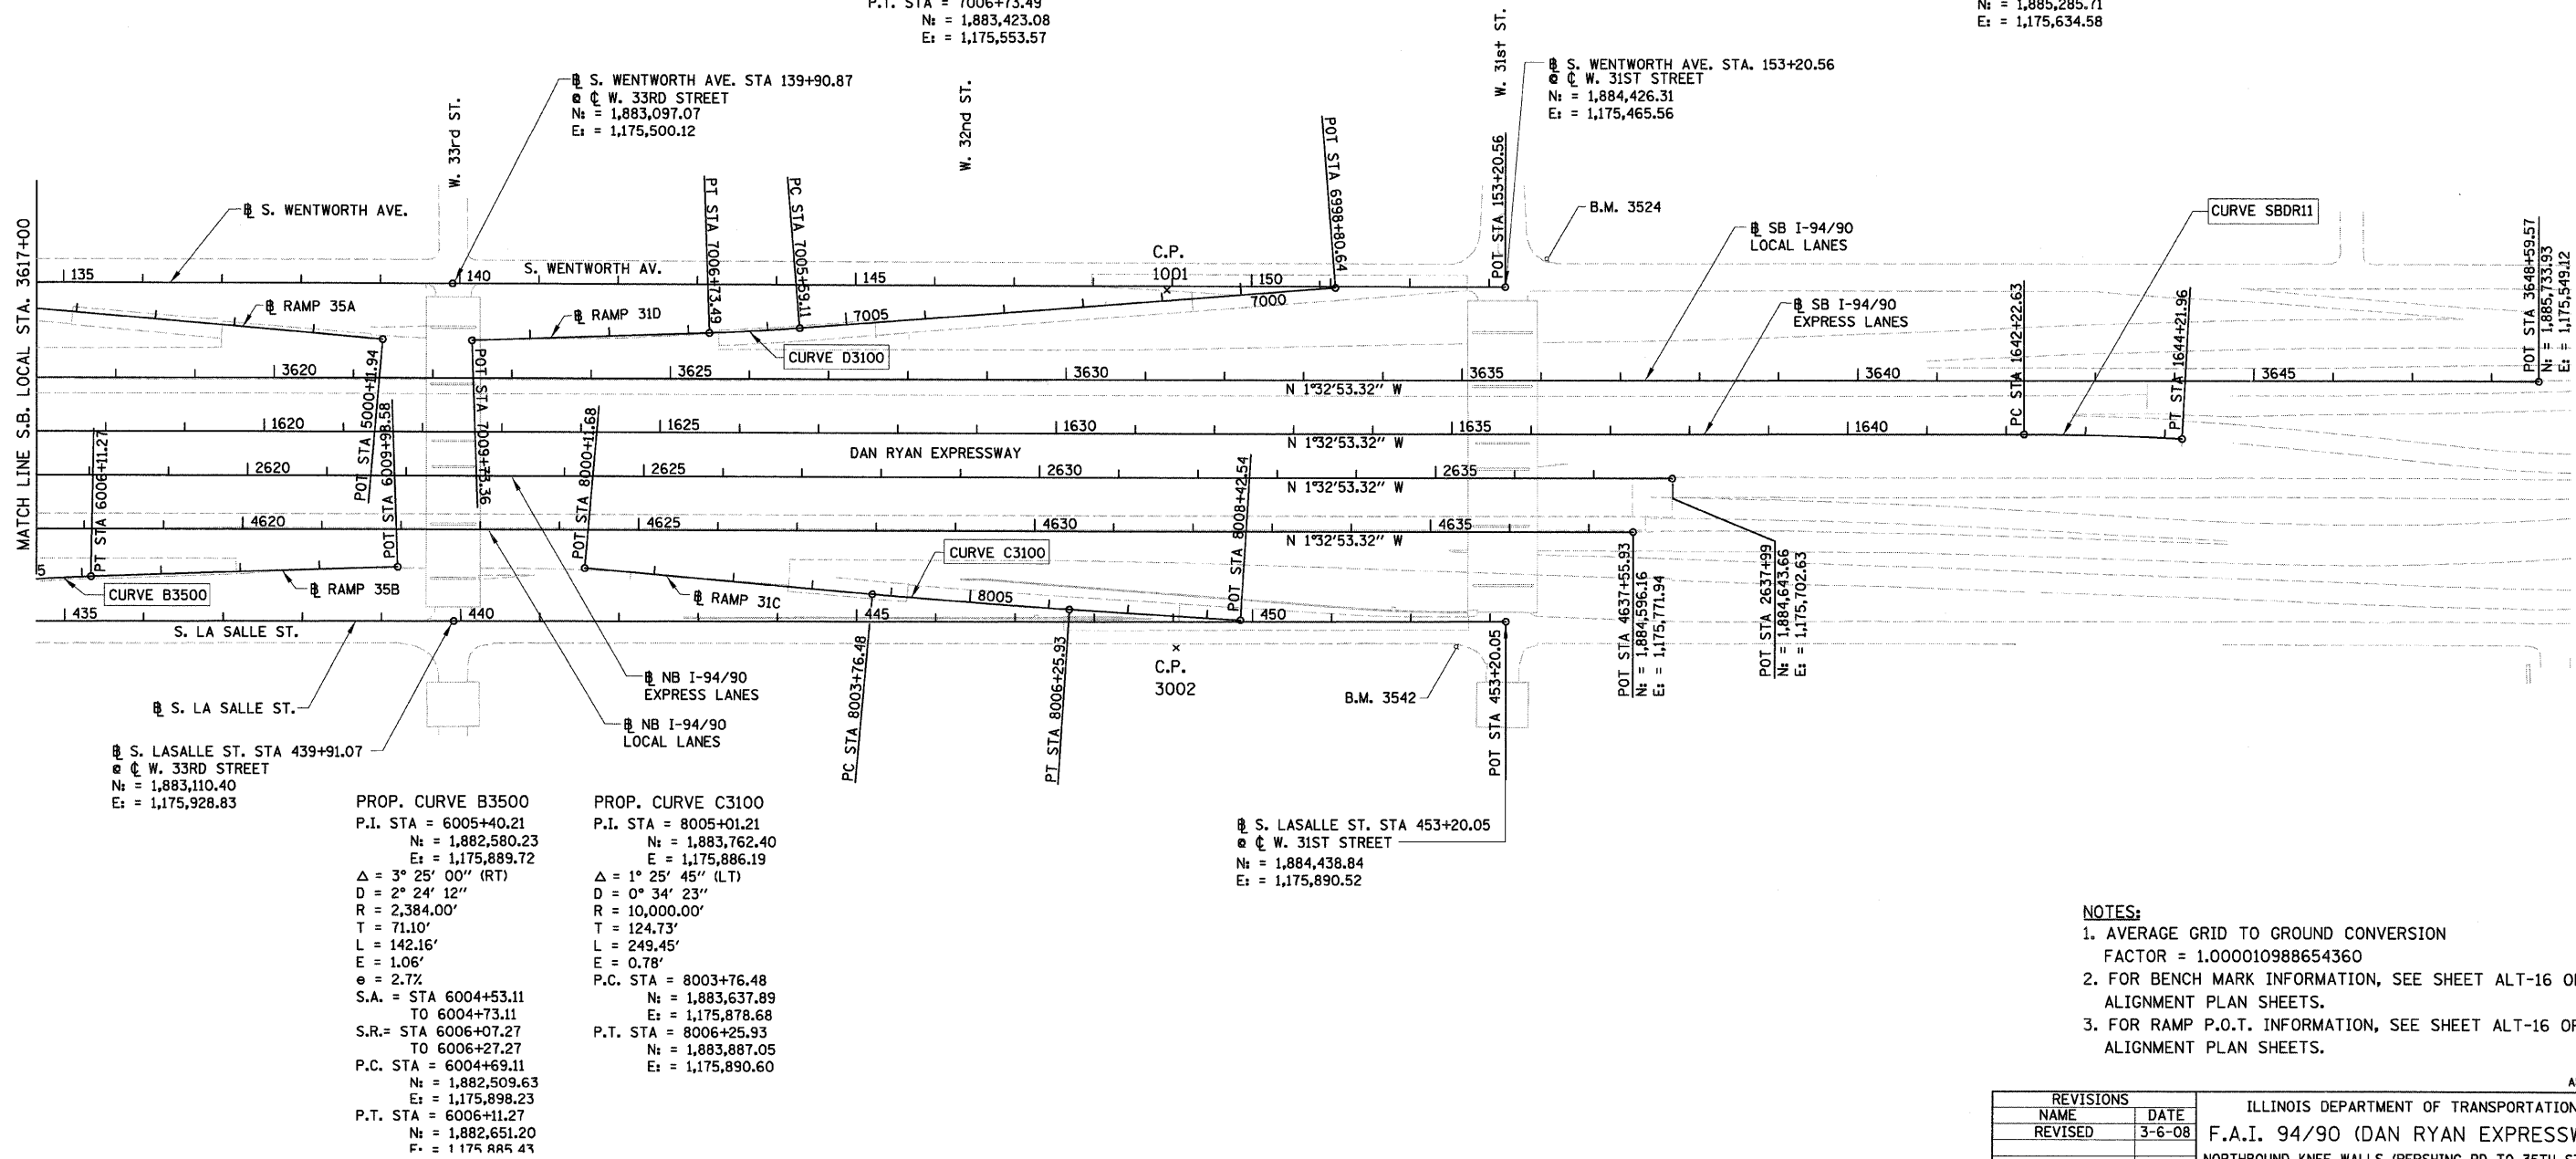 P.T. STA = 7006+73.49
N: = 1,883,423.08
E: = 1,175,553.57
N: = 1,885,285.71
E: = 1,175,634.58
℄ S. WENTWORTH AVE. STA 139+90.87
@ ℄ W. 33RD STREET
N: = 1,883,097.07
E: = 1,175,500.12
℄ S. WENTWORTH AVE. STA. 153+20.56
@ ℄ W. 31ST STREET
N: = 1,884,426.31
E: = 1,175,465.56
W. 33rd ST.
W. 32nd ST.
W. 31st ST.
MATCH LINE S.B. LOCAL STA. 3617+00
℄ S. WENTWORTH AVE.
PT STA 7006+73.49
PC STA 7005+59.11
POT STA 6998+80.64
POT STA 153+20.56
B.M. 3524
℄ SB I-94/90
LOCAL LANES
CURVE SBDR11
POT STA 3648+59.57
N: = 1,885,733.93
E: = 1,175,549.12
135
140
S. WENTWORTH AV.
145
C.P.
1001
150
7000
℄ RAMP 35A
℄ RAMP 31D
7005
CURVE D3100
℄ SB I-94/90
EXPRESS LANES
PC STA 1642+22.63
PT STA 1644+21.96
3620
3625
3630
3635
3640
3645
N 1°32'53.32" W
POT STA 5000+11.94
POT STA 7009+73.36
1620
1625
1630
1635
1640
N 1°32'53.32" W
DAN RYAN EXPRESSWAY
PT STA 6006+11.27
POT STA 6009+98.58
POT STA 8000+11.68
POT STA 8008+42.54
2620
2625
2630
2635
N 1°32'53.32" W
4620
4625
4630
4635
N 1°32'53.32" W
5
CURVE B3500
℄ RAMP 35B
℄ RAMP 31C
CURVE C3100
8005
435
440
445
450
S. LA SALLE ST.
POT STA 4637+55.93
N: = 1,884,596.16
E: = 1,175,771.94
POT STA 2637+99
N: = 1,884,643.66
E: = 1,175,702.63
℄ NB I-94/90
EXPRESS LANES
℄ NB I-94/90
LOCAL LANES
C.P.
3002
B.M. 3542
PC STA 8003+76.48
PT STA 8006+25.93
POT STA 453+20.05
℄ S. LA SALLE ST.
℄ S. LASALLE ST. STA 439+91.07
@ ℄ W. 33RD STREET
N: = 1,883,110.40
E: = 1,175,928.83
PROP. CURVE B3500
P.I. STA = 6005+40.21
N: = 1,882,580.23
E: = 1,175,889.72
Δ = 3° 25' 00" (RT)
D = 2° 24' 12"
R = 2,384.00'
T = 71.10'
L = 142.16'
E = 1.06'
e = 2.7%
S.A. = STA 6004+53.11
TO 6004+73.11
S.R.= STA 6006+07.27
TO 6006+27.27
P.C. STA = 6004+69.11
N: = 1,882,509.63
E: = 1,175,898.23
P.T. STA = 6006+11.27
N: = 1,882,651.20
E: = 1,175,885.43
PROP. CURVE C3100
P.I. STA = 8005+01.21
N: = 1,883,762.40
E = 1,175,886.19
Δ = 1° 25' 45" (LT)
D = 0° 34' 23"
R = 10,000.00'
T = 124.73'
L = 249.45'
E = 0.78'
P.C. STA = 8003+76.48
N: = 1,883,637.89
E: = 1,175,878.68
P.T. STA = 8006+25.93
N: = 1,883,887.05
E: = 1,175,890.60
℄ S. LASALLE ST. STA 453+20.05
@ ℄ W. 31ST STREET
N: = 1,884,438.84
E: = 1,175,890.52
NOTES:
1. AVERAGE GRID TO GROUND CONVERSION
FACTOR = 1.000010988654360
2. FOR BENCH MARK INFORMATION, SEE SHEET ALT-16 OF
ALIGNMENT PLAN SHEETS.
3. FOR RAMP P.O.T. INFORMATION, SEE SHEET ALT-16 OF
ALIGNMENT PLAN SHEETS.
REVISIONS
NAME DATE
REVISED 3-6-08
ILLINOIS DEPARTMENT OF TRANSPORTATION
F.A.I. 94/90 (DAN RYAN EXPRESSW
NORTHBOUND KNEE WALLS (PERSHING RD TO 35TH ST